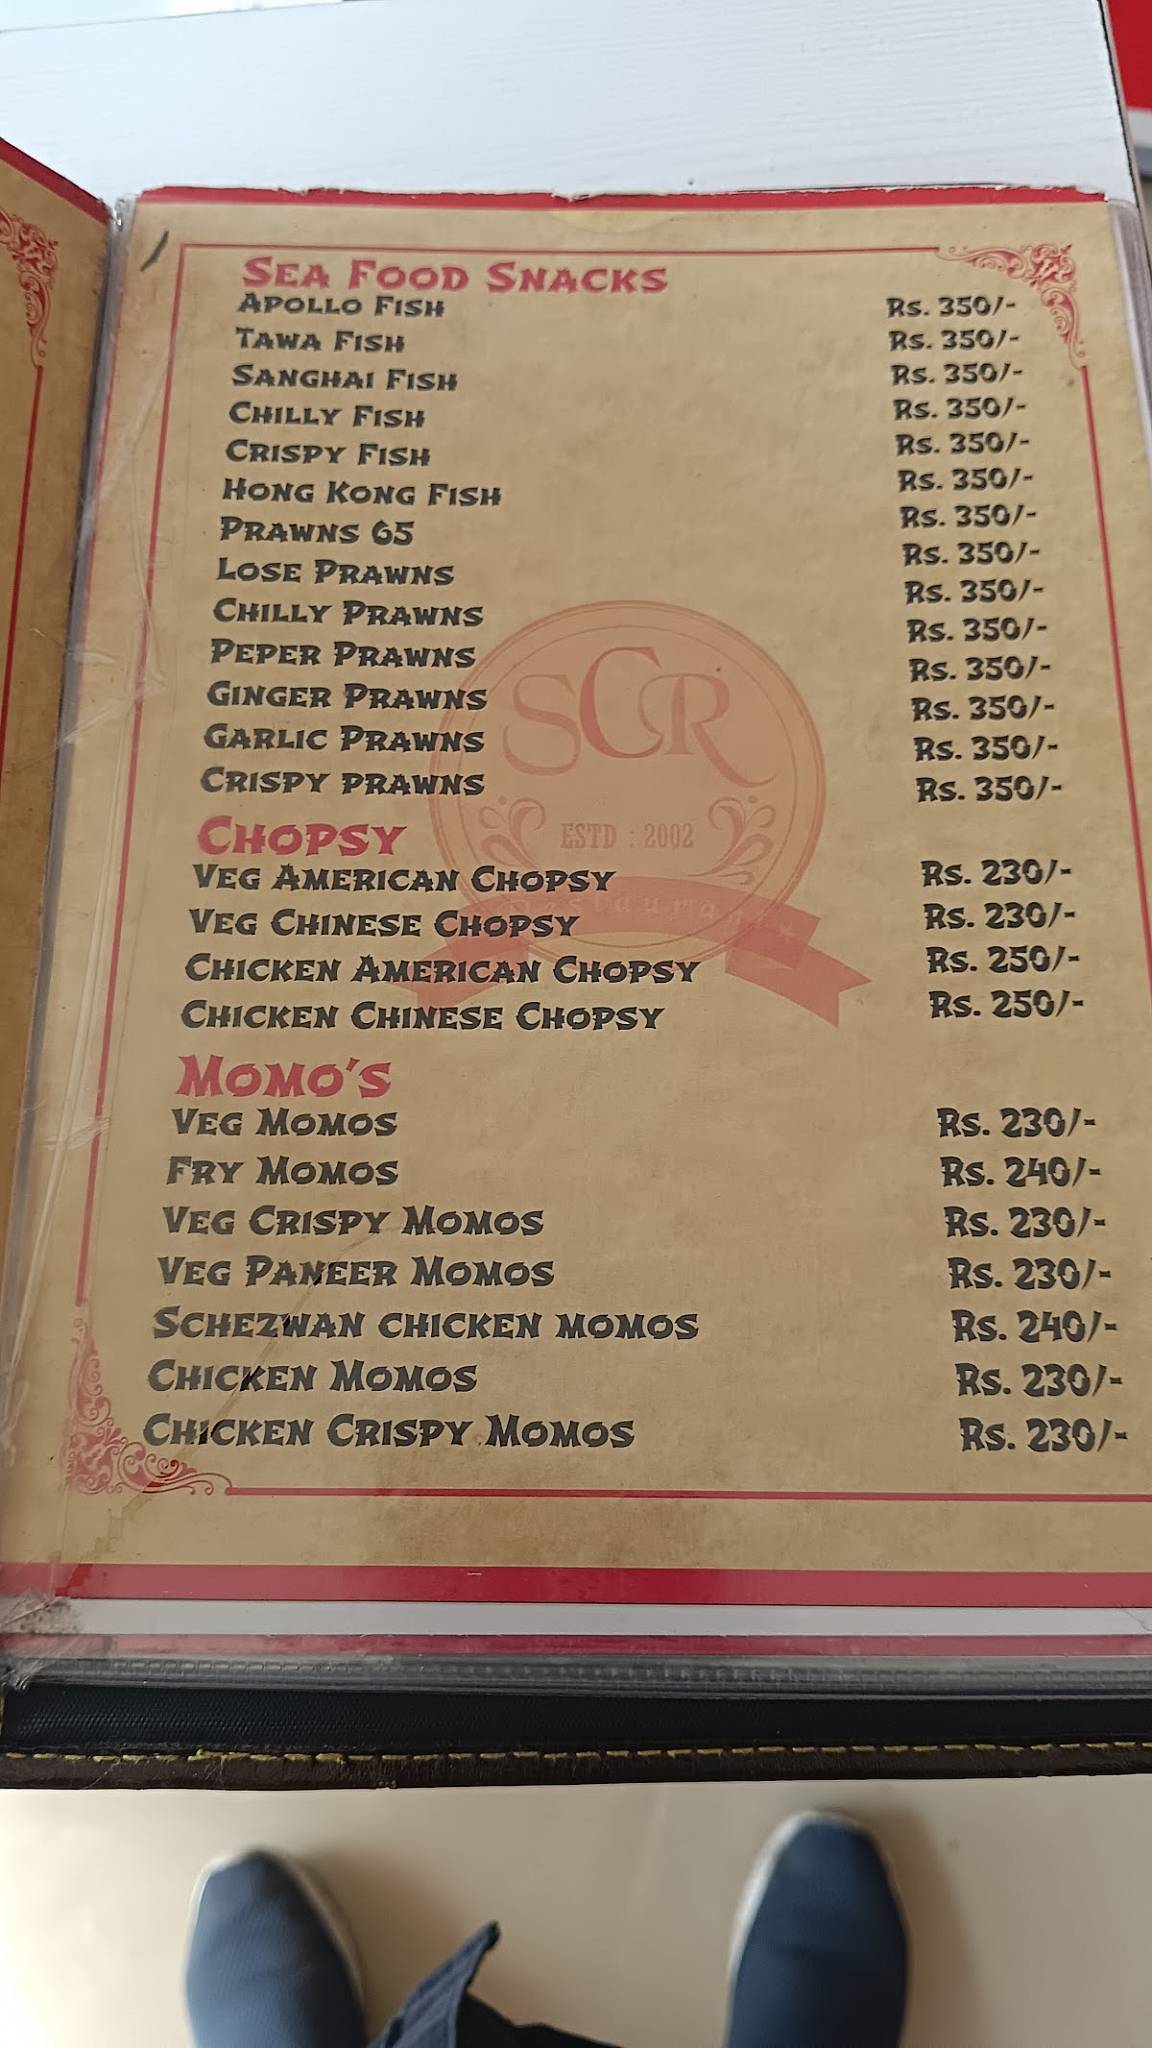 Sea Food Snacks
Apollo Fish Rs. 350/-
Tawa Fish Rs. 350/-
Sanghai Fish Rs. 350/-
Chilly Fish Rs. 350/-
Crispy Fish Rs. 350/-
Hong Kong Fish Rs. 350/-
Prawns 65 Rs. 350/-
Lose Prawns Rs. 350/-
Chilly Prawns Rs. 350/-
Peper Prawns Rs. 350/-
Ginger Prawns Rs. 350/-
Garlic Prawns Rs. 350/-
Crispy prawns Rs. 350/-
SCR
ESTD : 2002
Restaurant
Chopsy
Veg American Chopsy Rs. 230/-
Veg Chinese Chopsy Rs. 230/-
Chicken American Chopsy Rs. 250/-
Chicken Chinese Chopsy Rs. 250/-
Momo's
Veg Momos Rs. 230/-
Fry Momos Rs. 240/-
Veg Crispy Momos Rs. 230/-
Veg Paneer Momos Rs. 230/-
Schezwan chicken momos Rs. 240/-
Chicken Momos Rs. 230/-
Chicken Crispy Momos Rs. 230/-